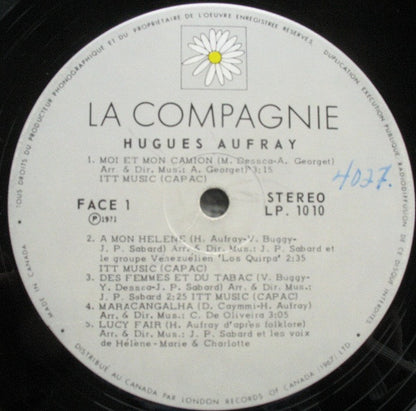 TOUS DROITS DU PRODUCTEUR PHONOGRAPHIQUE ET DU PROPRIÉTAIRE DE L'OEUVRE ENREGISTRÉE RÉSERVÉS. DUPLICATION, EXÉCUTION PUBLIQUE, RADIODIFFUSION DE CE DISQUE INTERDITES.
LA COMPAGNIE
HUGUES AUFRAY
1. MOI ET MON CAMION (M. Dessca-A. Georget)
Arr. & Dir. Mus.: A. Georget 3:15
ITT MUSIC (CAPAC)
4027.
FACE 1
STEREO
Ⓟ1971
LP. 1010
2. A MON HELENE (H. Aufray-V. Buggy-
J. P. Sabard) Arr. & Dir. Mus.: J. P. Sabard et
le groupe Vénézuélien "Los Quirpa" 2:35
ITT MUSIC (CAPAC)
3. DES FEMMES ET DU TABAC (V. Buggy-
Y. Dessca-J. P. Sabard) Arr. & Dir. Mus.: J.
P. Sabard 2:25 ITT MUSIC (CAPAC)
4. MARACANGALHA (D. Caymmi-H. Aufray)
Arr. & Dir. Mus.: C. De Oliveira 3:05
5. LUCY FAIR (H. Aufray d'après folklore)
Arr. & Dir. Mus.: J. P. Sabard et les voix
de Hélène - Marie & Charlotte
MADE IN CANADA
DISTRIBUÉ AU CANADA PAR LONDON RECORDS OF CANADA (1967) LTD.